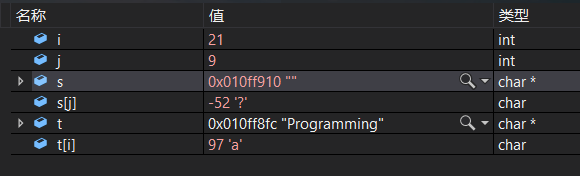 名称 值 类型
i 21 int
j 9 int
s 0x010ff910 "" char *
s[j] -52 '?' char
t 0x010ff8fc "Programming" char *
t[i] 97 'a' char